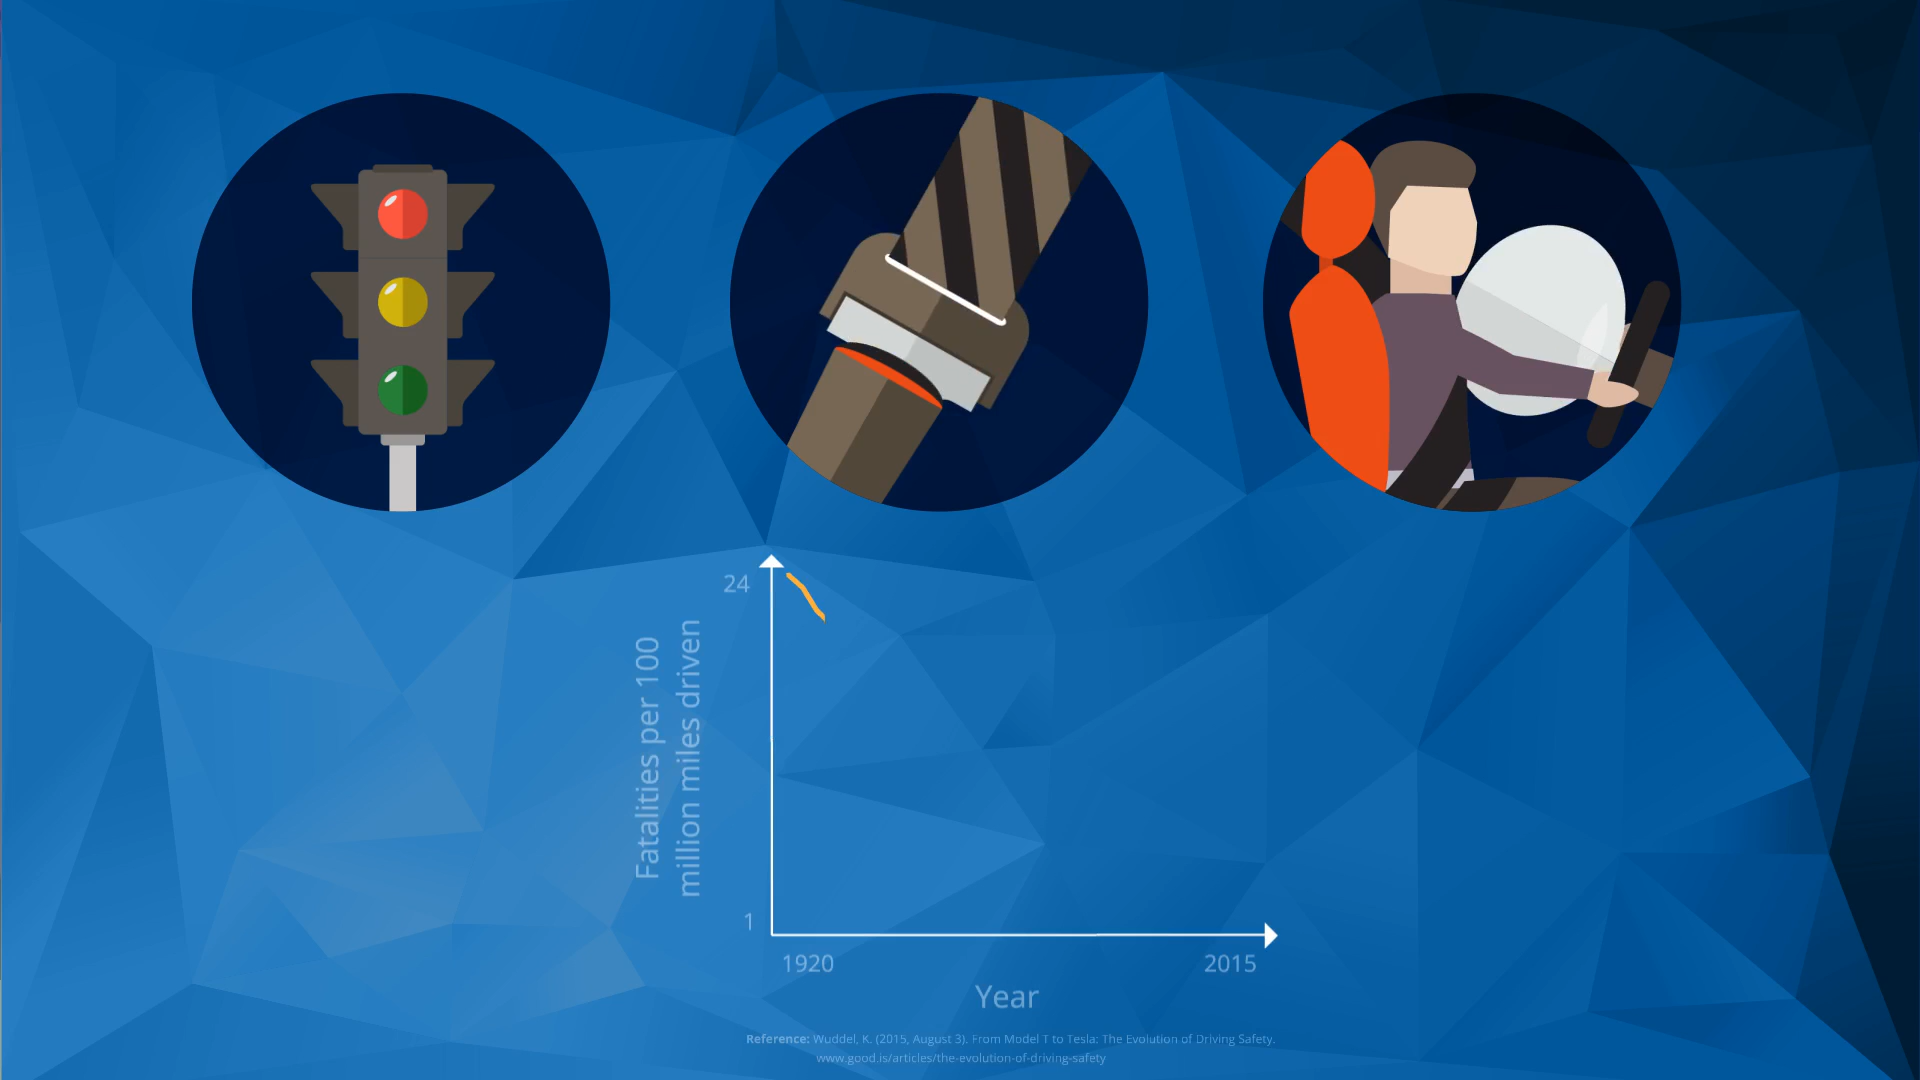 24
Fatalities per 100
million miles driven
1
1920
2015
Year
Reference: Wuddel, K. (2015, August 3). From Model T to Tesla: The Evolution of Driving Safety.
www.good.is/articles/the-evolution-of-driving-safety